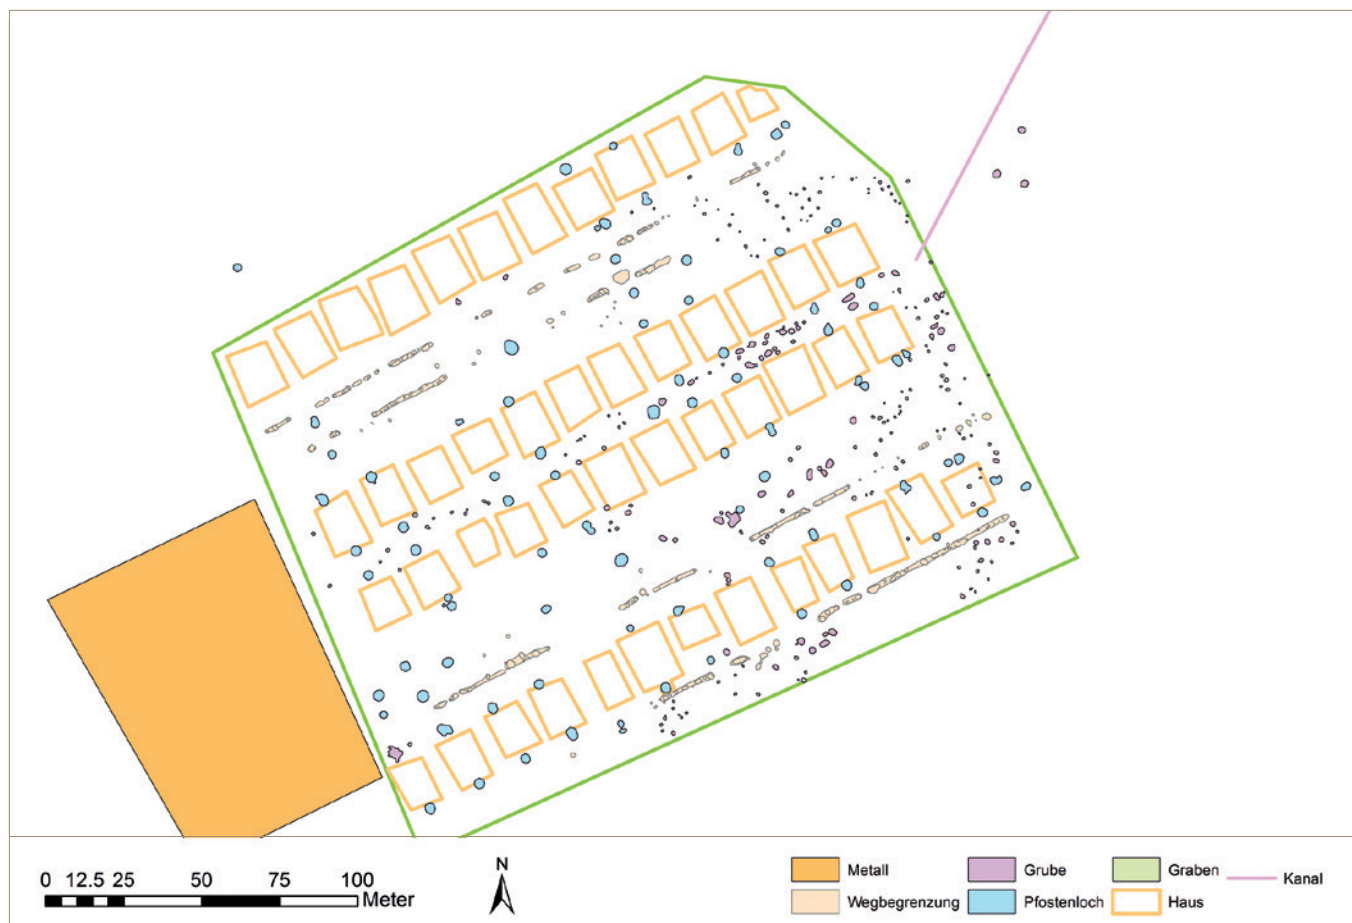 0 12.5 25 50 75 100
Meter
N
Metall
Wegbegrenzung
Grube
Pfostenloch
Graben
Haus
Kanal